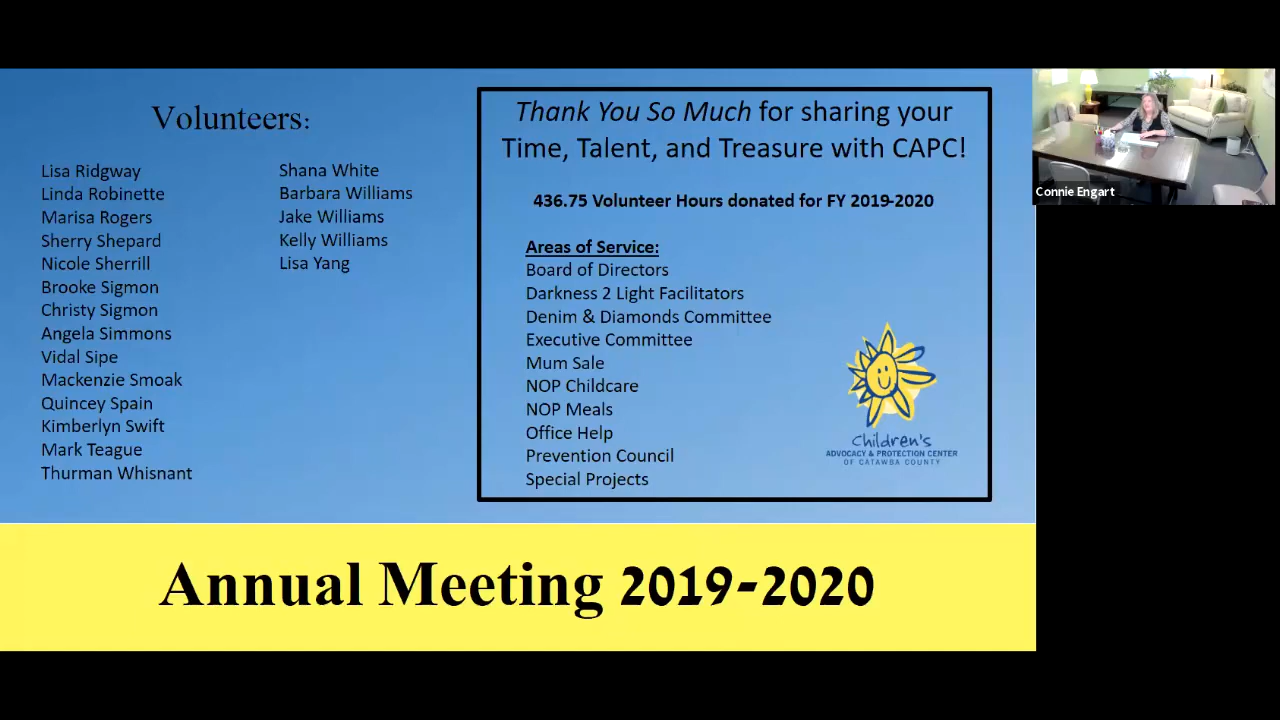 Volunteers:
Lisa Ridgway
Linda Robinette
Marisa Rogers
Sherry Shepard
Nicole Sherrill
Brooke Sigmon
Christy Sigmon
Angela Simmons
Vidal Sipe
Mackenzie Smoak
Quincey Spain
Kimberlyn Swift
Mark Teague
Thurman Whisnant
Shana White
Barbara Williams
Jake Williams
Kelly Williams
Lisa Yang
Thank You So Much for sharing your
Time, Talent, and Treasure with CAPC!
436.75 Volunteer Hours donated for FY 2019-2020
Areas of Service:
Board of Directors
Darkness 2 Light Facilitators
Denim & Diamonds Committee
Executive Committee
Mum Sale
NOP Childcare
NOP Meals
Office Help
Prevention Council
Special Projects
children's
ADVOCACY & PROTECTION CENTER
OF CATAWBA COUNTY
Connie Engart
Annual Meeting 2019-2020